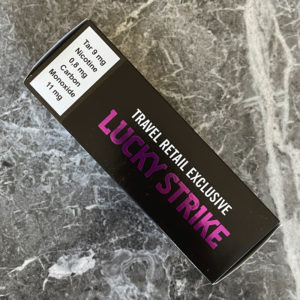 Tar 9 mg
Nicotine
0.8 mg
Carbon
Monoxide
11 mg
TRAVEL RETAIL EXCLUSIVE
LUCKY STRIKE